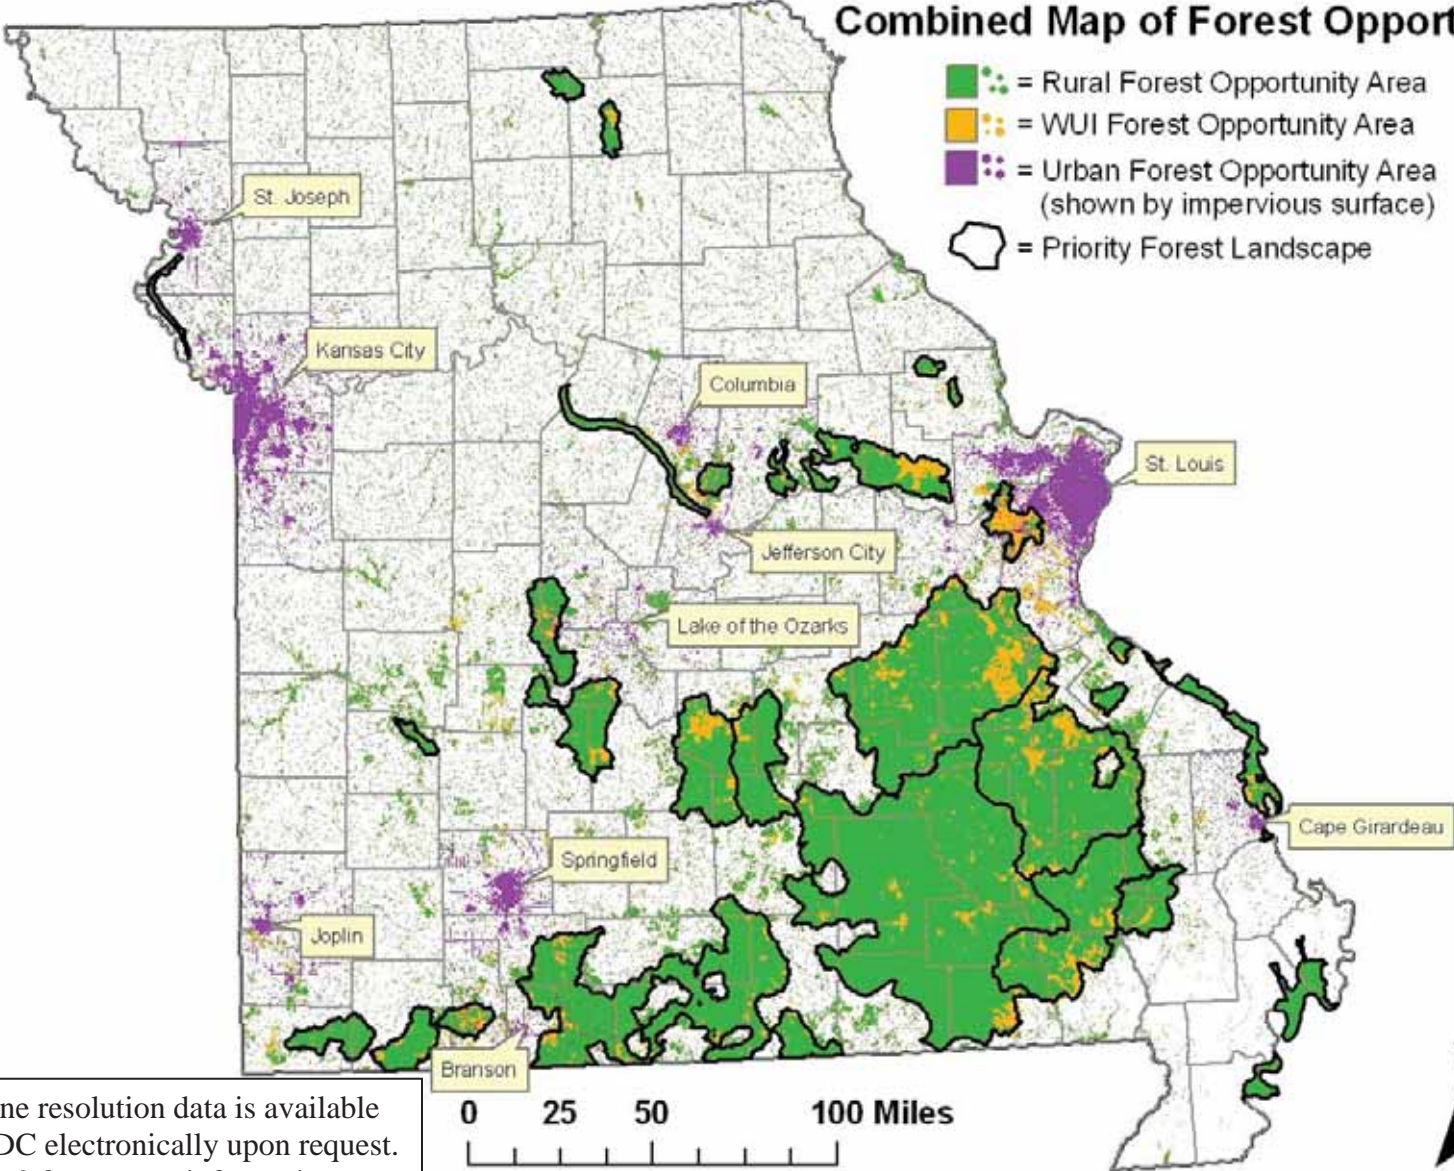 Combined Map of Forest Opport
= Rural Forest Opportunity Area
= WUI Forest Opportunity Area
= Urban Forest Opportunity Area
(shown by impervious surface)
= Priority Forest Landscape
St. Joseph
Kansas City
Columbia
St. Louis
Jefferson City
Lake of the Ozarks
Cape Girardeau
Springfield
Joplin
Branson
ne resolution data is available
DC electronically upon request.
0 25 50 100 Miles